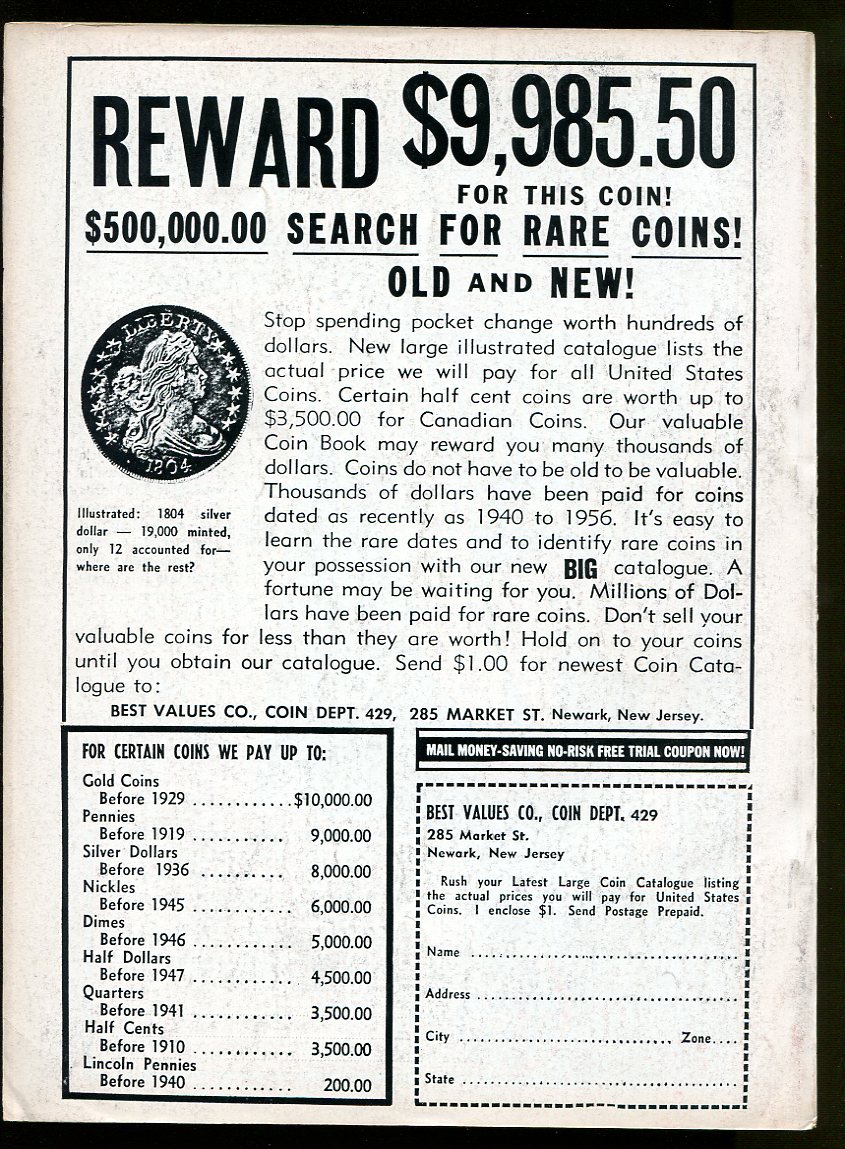 REWARD $9,985.50
FOR THIS COIN!
$500,000.00 SEARCH FOR RARE COINS!
OLD AND NEW!
LIBERTY
1804
Illustrated: 1804 silver
dollar — 19,000 minted,
only 12 accounted for—
where are the rest?
Stop spending pocket change worth hundreds of
dollars. New large illustrated catalogue lists the
actual price we will pay for all United States
Coins. Certain half cent coins are worth up to
$3,500.00 for Canadian Coins. Our valuable
Coin Book may reward you many thousands of
dollars. Coins do not have to be old to be valuable.
Thousands of dollars have been paid for coins
dated as recently as 1940 to 1956. It's easy to
learn the rare dates and to identify rare coins in
your possession with our new BIG catalogue. A
fortune may be waiting for you. Millions of Dol-
lars have been paid for rare coins. Don't sell your
valuable coins for less than they are worth! Hold on to your coins
until you obtain our catalogue. Send $1.00 for newest Coin Cata-
logue to:
BEST VALUES CO., COIN DEPT. 429, 285 MARKET ST. Newark, New Jersey.
FOR CERTAIN COINS WE PAY UP TO:
Gold Coins
Before 1929 ............$10,000.00
Pennies
Before 1919 ........... 9,000.00
Silver Dollars
Before 1936 .......... 8,000.00
Nickles
Before 1945 ............ 6,000.00
Dimes
Before 1946 ............ 5,000.00
Half Dollars
Before 1947 ............ 4,500.00
Quarters
Before 1941 ............ 3,500.00
Half Cents
Before 1910 ............ 3,500.00
Lincoln Pennies
Before 1940 ............ 200.00
MAIL MONEY-SAVING NO-RISK FREE TRIAL COUPON NOW!
BEST VALUES CO., COIN DEPT. 429
285 Market St.
Newark, New Jersey
Rush your Latest Large Coin Catalogue listing
the actual prices you will pay for United States
Coins. I enclose $1. Send Postage Prepaid.
Name ..........................................
Address ..........................................
City .................................. Zone....
State ..........................................